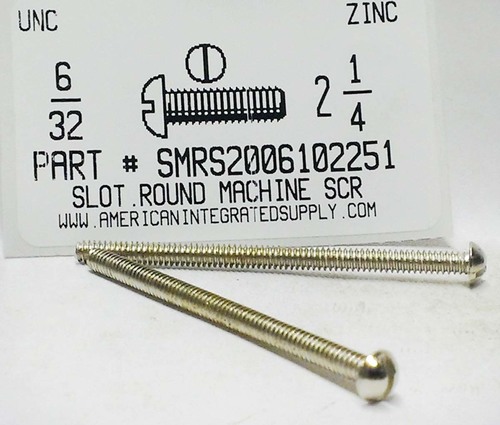 UNC ZINC
6/32 2 1/4
PART # SMRS2006102251
SLOT.ROUND MACHINE SCR
WWW.AMERICANINTEGRATEDSUPPLY.COM